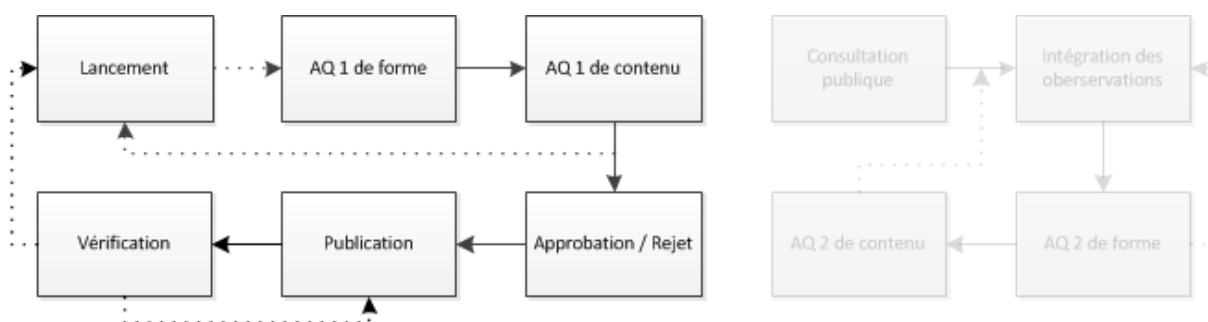 Lancement
AQ 1 de forme
AQ 1 de contenu
Consultation
publique
Intégration des
oberservations
Vérification
Publication
Approbation / Rejet
AQ 2 de contenu
AQ 2 de forme